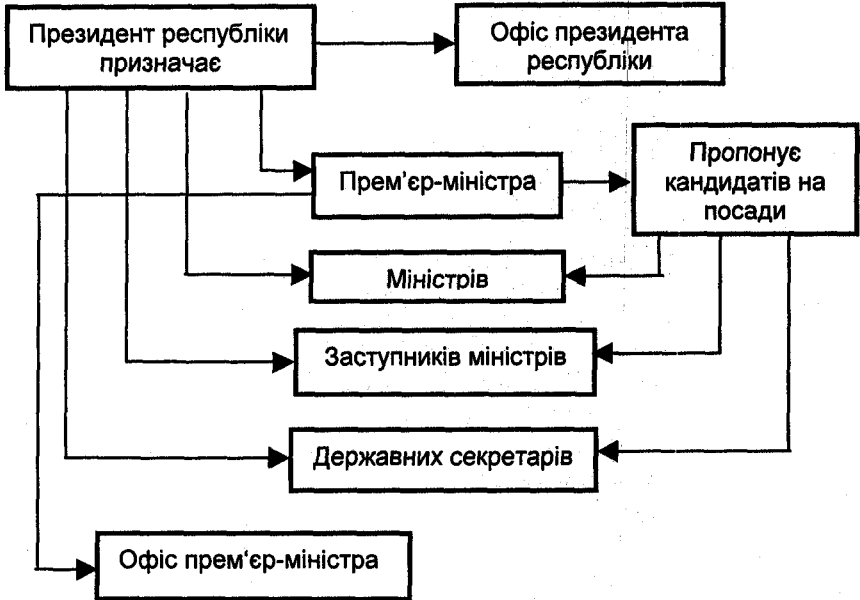 Президент республіки
призначає
Офіс президента
республіки
Прем’єр-міністра
Пропонує
кандидатів на
посади
Міністрів
Заступників міністрів
Державних секретарів
Офіс прем‘єр-міністра